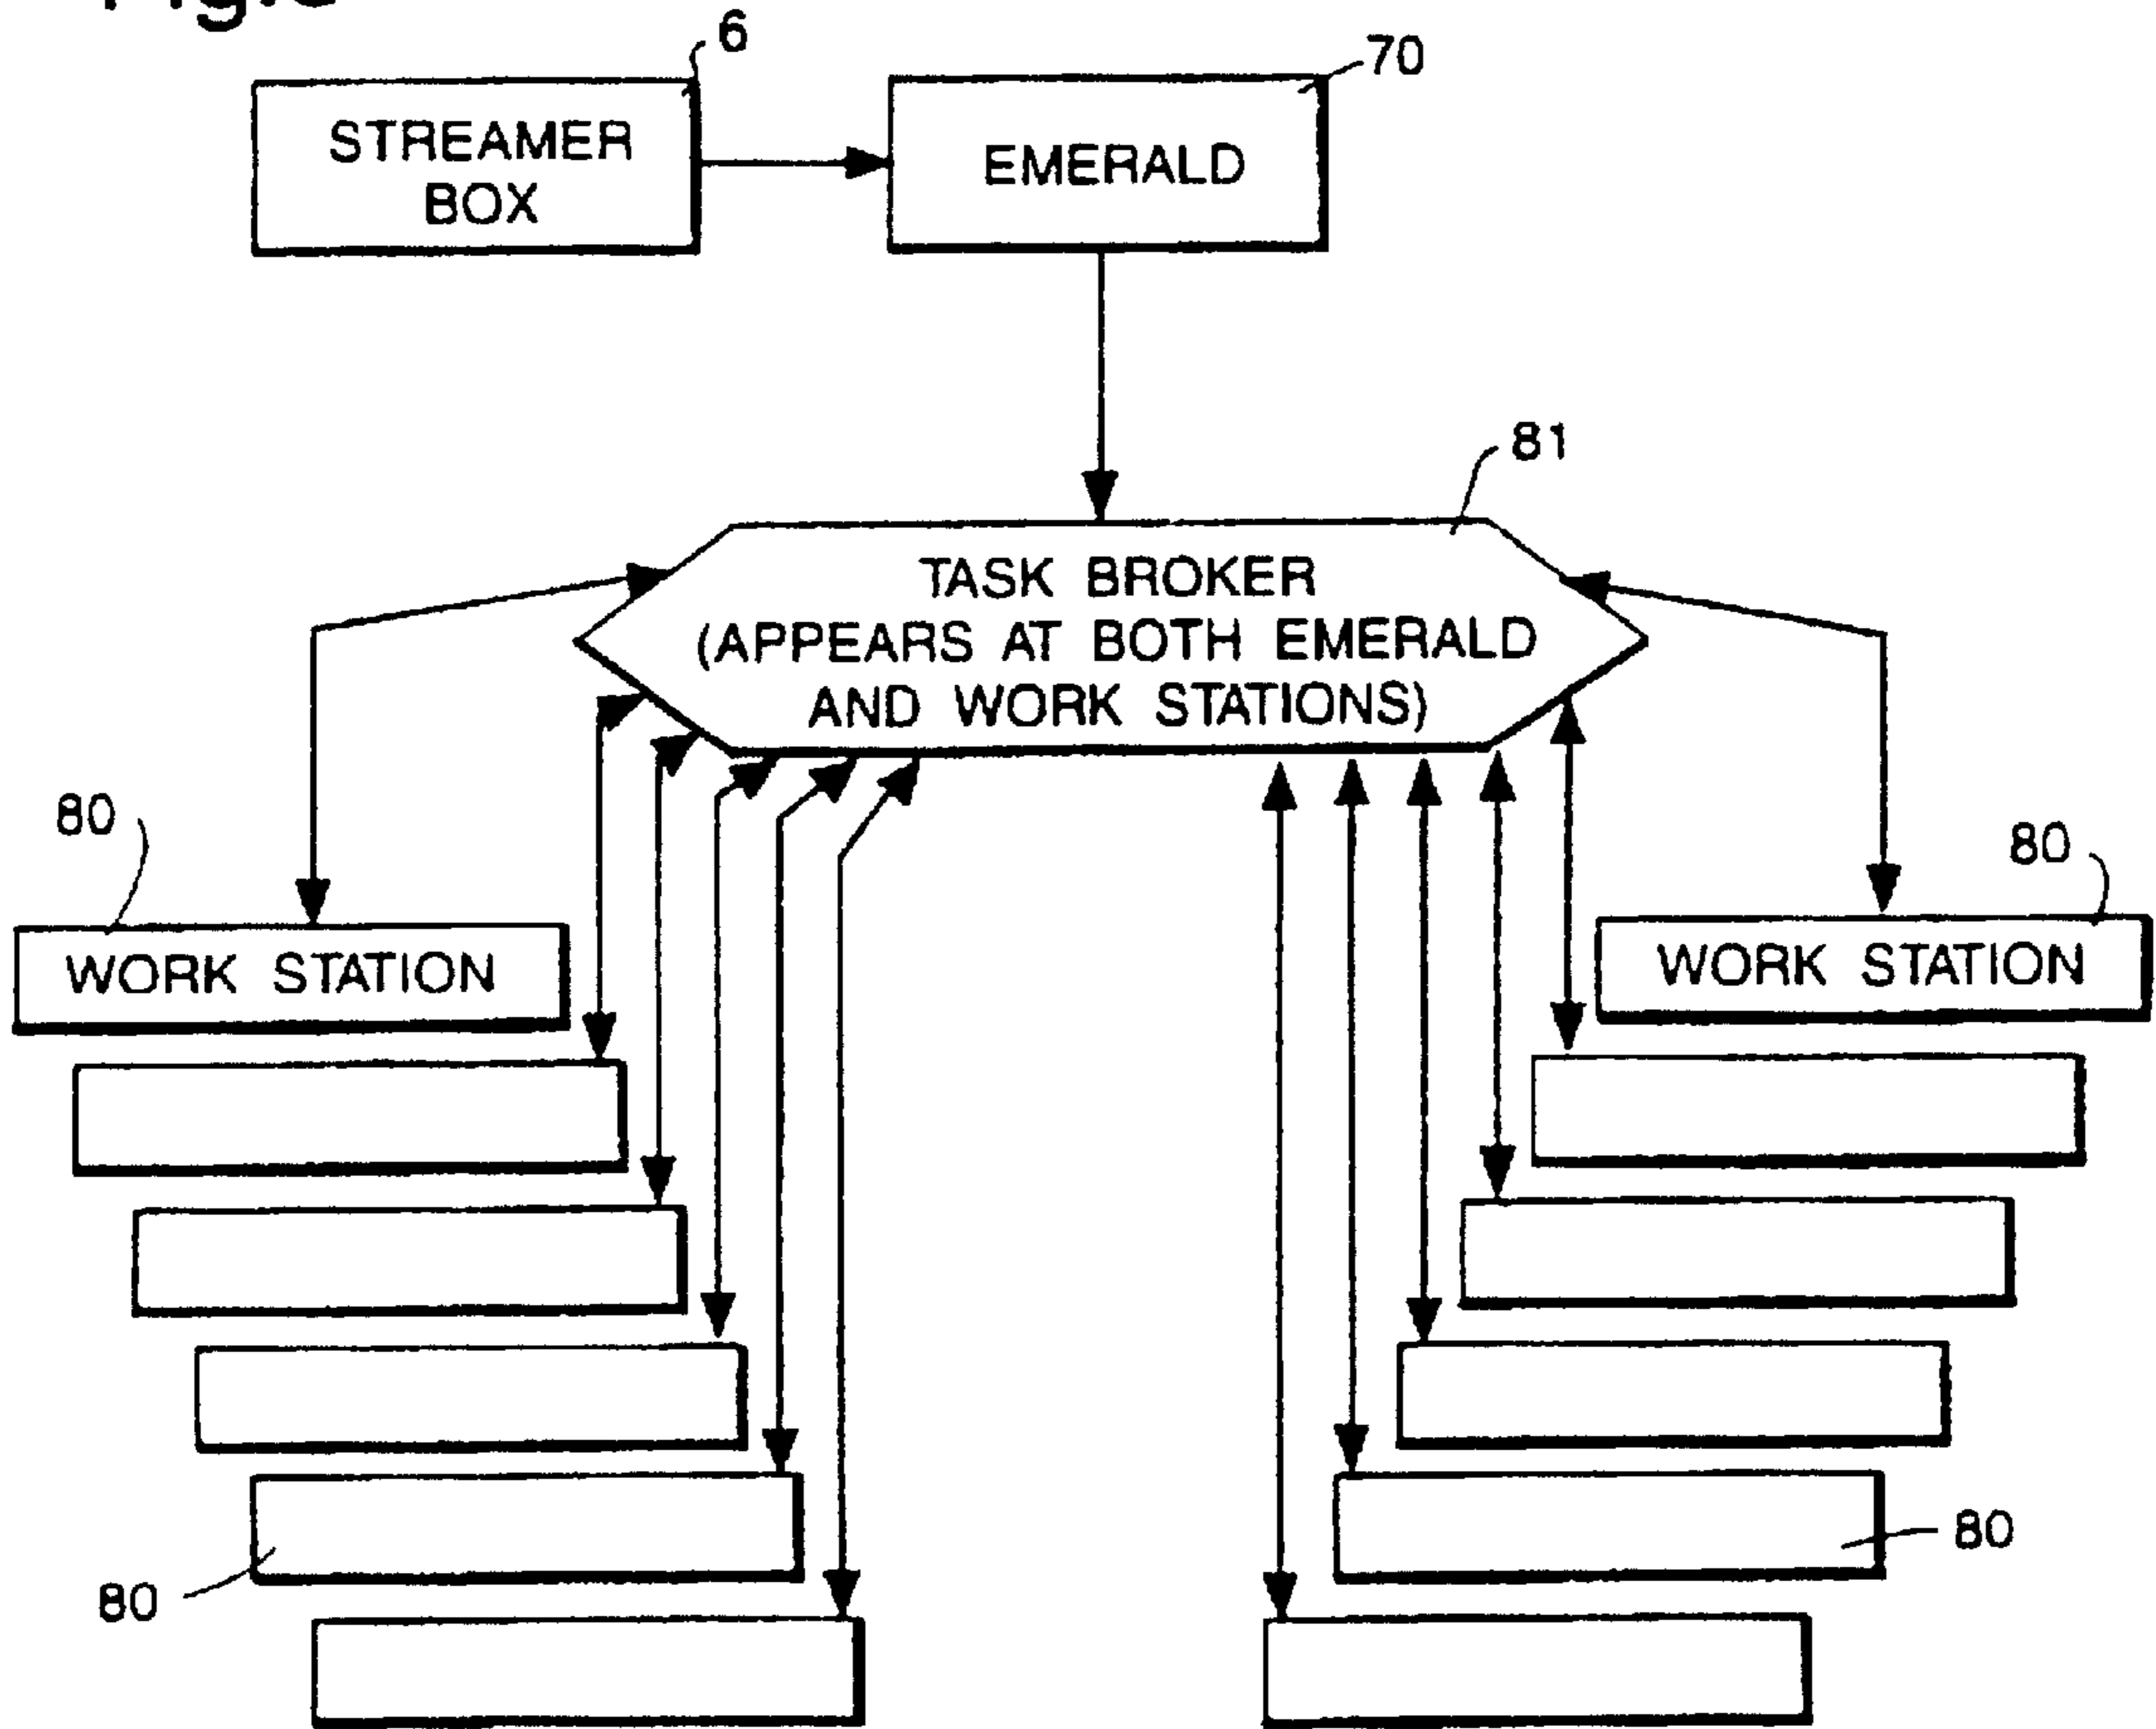 6
70
STREAMER
BOX
EMERALD
81
TASK BROKER
(APPEARS AT BOTH EMERALD
AND WORK STATIONS)
80
80
WORK STATION
WORK STATION
80
80